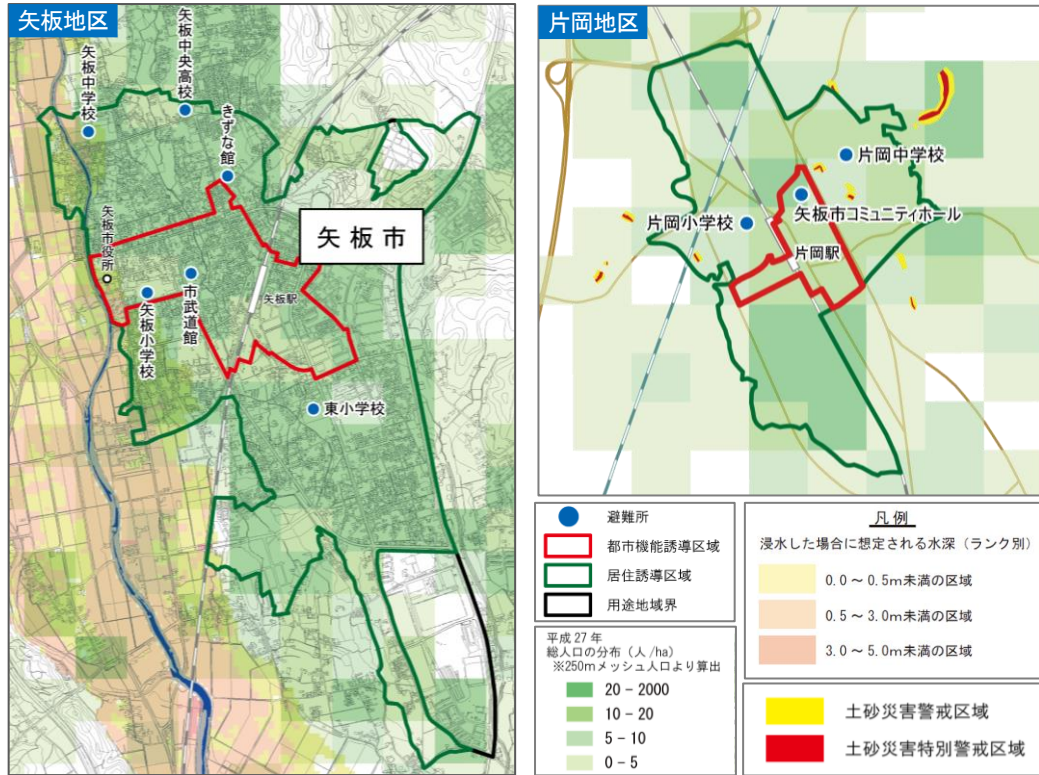 矢板地区
矢板中学校
矢板中央高校
きずな館
矢板市
矢板市役所
矢板小学校
市武道館
矢板駅
東小学校
片岡地区
片岡中学校
矢板市コミュニティホール
片岡小学校
片岡駅
避難所
都市機能誘導区域
居住誘導区域
用途地域界
平成27年
総人口の分布（人/ha）
※250mメッシュ人口より算出
20－2000
10－20
5－10
0－5
凡例
浸水した場合に想定される水深（ランク別）
0.0～0.5m未満の区域
0.5～3.0m未満の区域
3.0～5.0m未満の区域
土砂災害警戒区域
土砂災害特別警戒区域